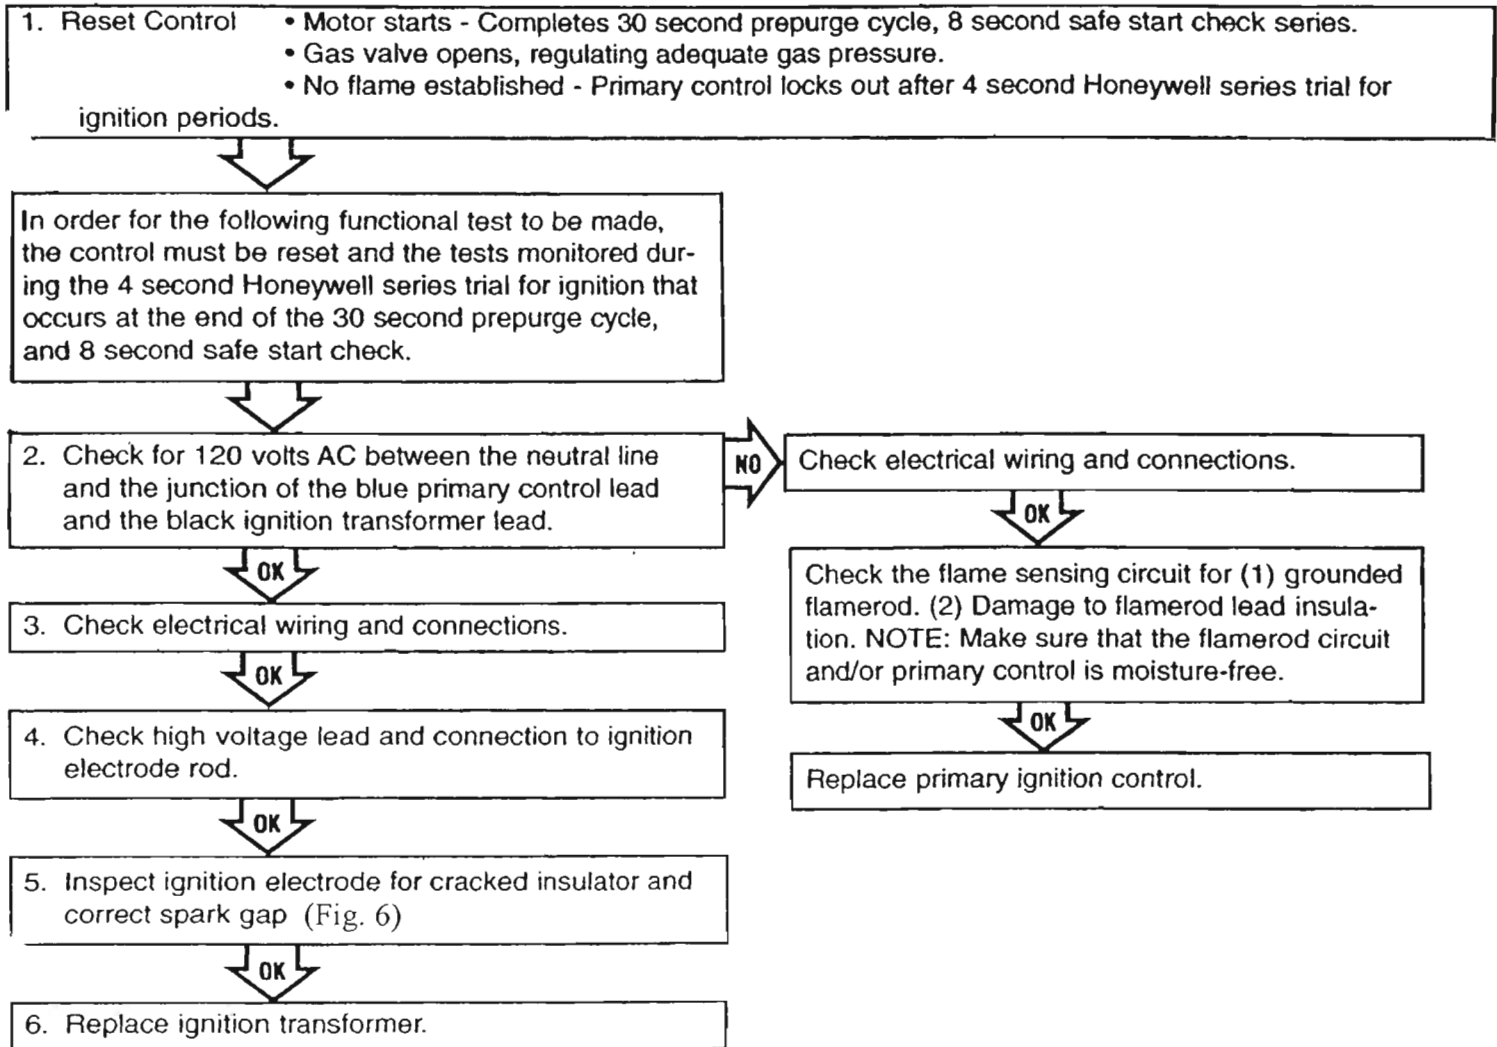 1. Reset Control • Motor starts - Completes 30 second prepurge cycle, 8 second safe start check series.
• Gas valve opens, regulating adequate gas pressure.
• No flame established - Primary control locks out after 4 second Honeywell series trial for
ignition periods.
In order for the following functional test to be made,
the control must be reset and the tests monitored dur-
ing the 4 second Honeywell series trial for ignition that
occurs at the end of the 30 second prepurge cycle,
and 8 second safe start check.
2. Check for 120 volts AC between the neutral line
and the junction of the blue primary control lead
and the black ignition transformer lead.
NO
Check electrical wiring and connections.
OK
Check the flame sensing circuit for (1) grounded
flamerod. (2) Damage to flamerod lead insula-
tion. NOTE: Make sure that the flamerod circuit
and/or primary control is moisture-free.
OK
Replace primary ignition control.
OK
3. Check electrical wiring and connections.
OK
4. Check high voltage lead and connection to ignition
electrode rod.
OK
5. Inspect ignition electrode for cracked insulator and
correct spark gap (Fig. 6)
OK
6. Replace ignition transformer.